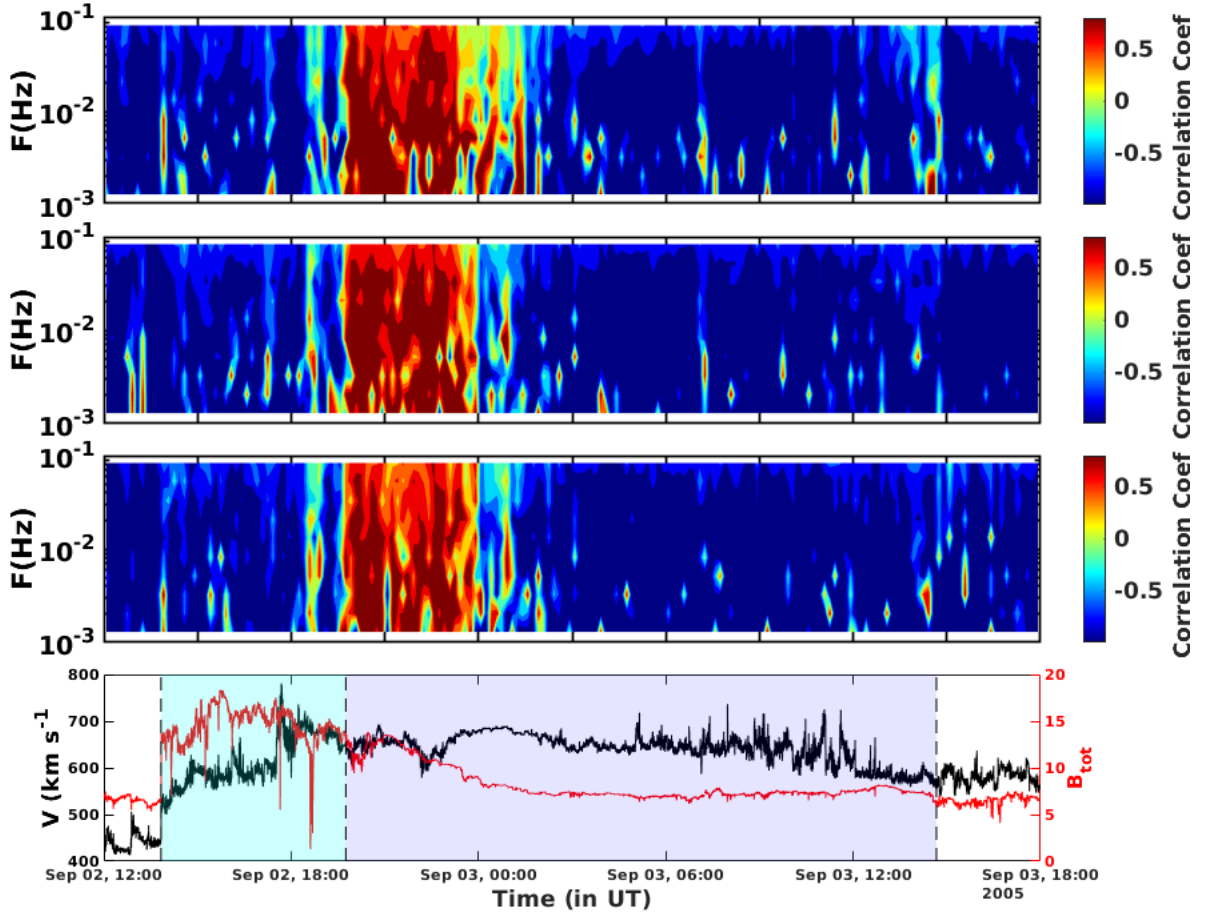 10⁻¹
10⁻²
10⁻³
F(Hz)
0.5
0
-0.5
Correlation Coef
10⁻¹
10⁻²
10⁻³
F(Hz)
0.5
0
-0.5
Correlation Coef
10⁻¹
10⁻²
10⁻³
F(Hz)
0.5
0
-0.5
Correlation Coef
800
700
600
500
400
V (km s⁻¹)
20
15
10
5
0
B_tot
Sep 02, 12:00 Sep 02, 18:00 Sep 03, 00:00 Sep 03, 06:00 Sep 03, 12:00 Sep 03, 18:00
2005
Time (in UT)